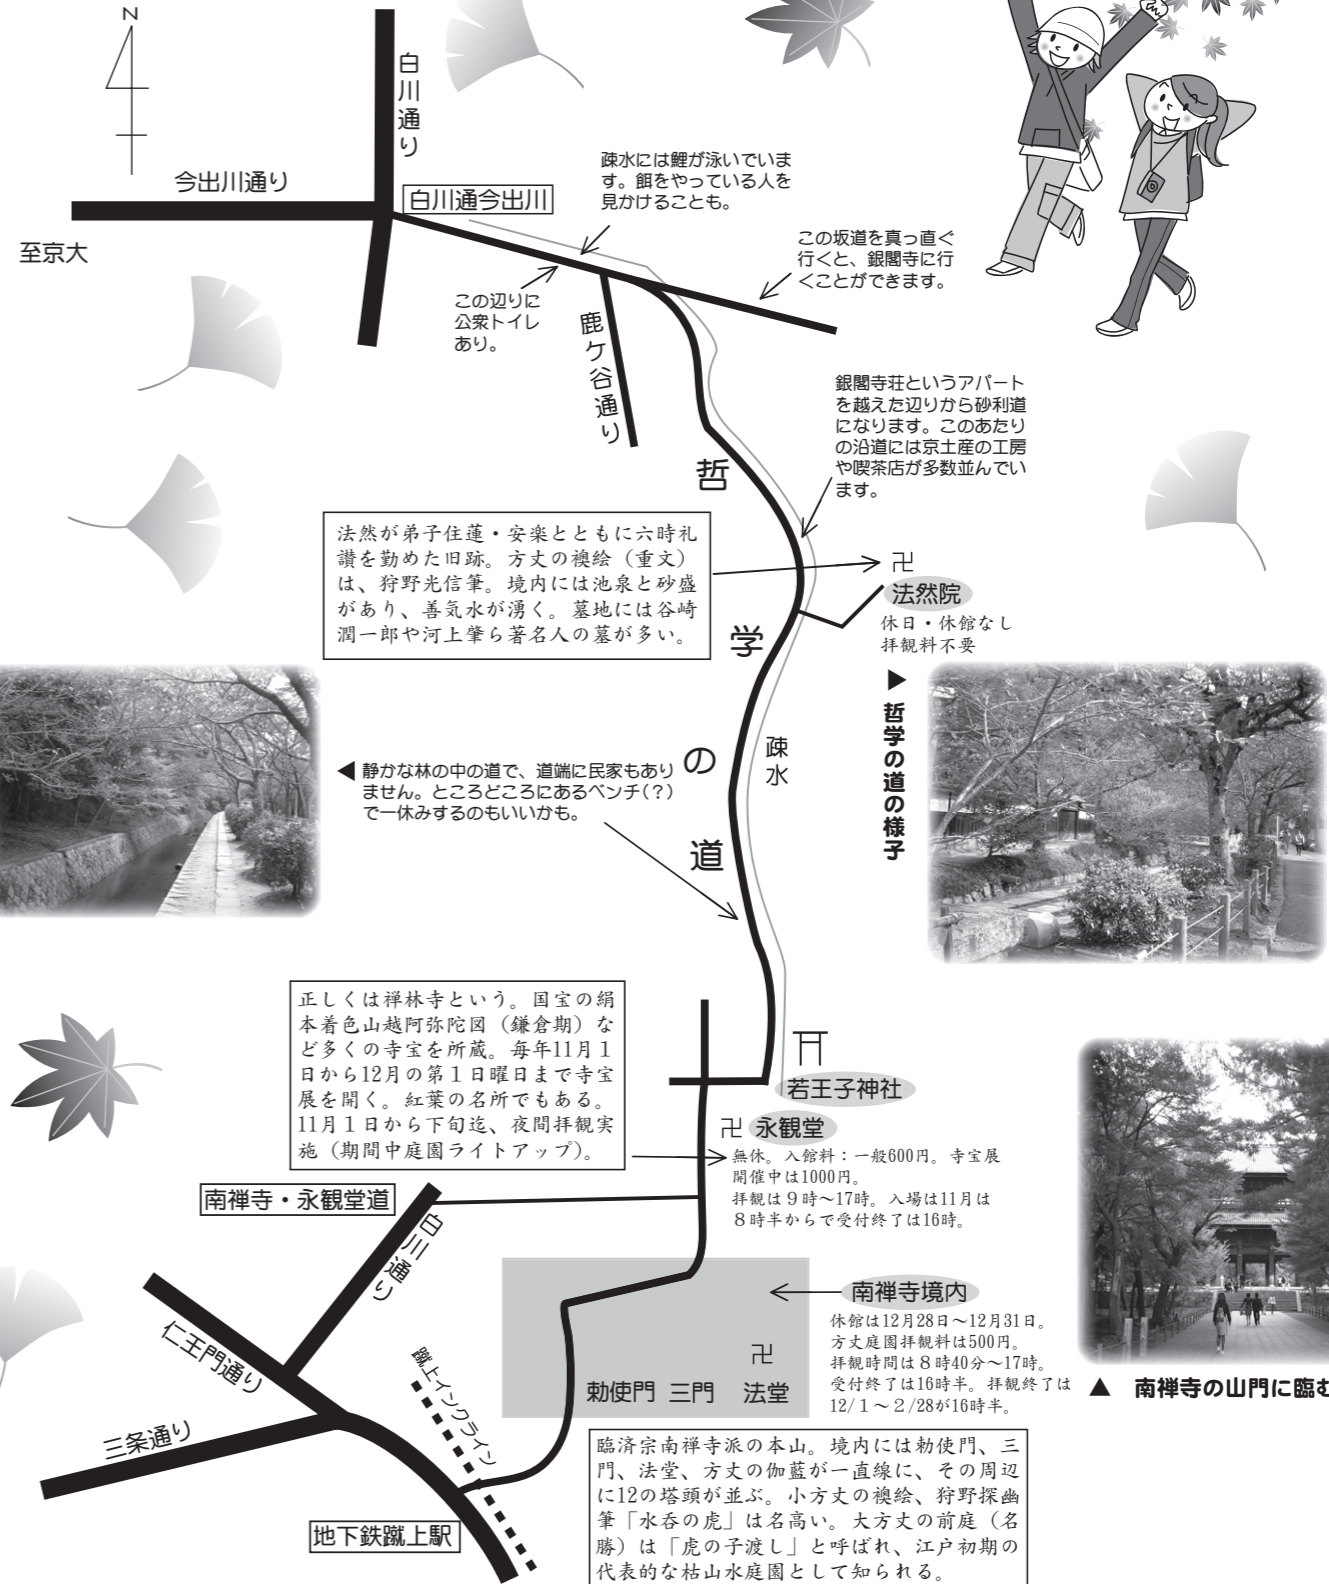 N
白川通り
今出川通り
白川通今出川
至京大
疎水には鯉が泳いでいま
す。餌をやっている人を
見かけることも。
この坂道を真っ直ぐ
行くと、銀閣寺に行
くことができます。
この辺りに
公衆トイレ
あり。
鹿ケ谷通り
銀閣寺荘というアパート
を越えた辺りから砂利道
になります。このあたり
の沿道には京土産の工房
や喫茶店が多数並んでい
ます。
哲学の道
法然が弟子住蓮・安楽とともに六時礼
讃を勤めた旧跡。方丈の襖絵（重文）
は、狩野光信筆。境内には池泉と砂盛
があり、善気水が湧く。墓地には谷崎
潤一郎や河上肇ら著名人の墓が多い。
卍
法然院
休日・休館なし
拝観料不要
▶哲学の道の様子
疎水
◀ 静かな林の中の道で、道端に民家もあり
ません。ところどころにあるベンチ(？)
で一休みするのもいいかも。
正しくは禅林寺という。国宝の絹
本着色山越阿弥陀図（鎌倉期）な
ど多くの寺宝を所蔵。毎年11月１
日から12月の第１日曜日まで寺宝
展を開く。紅葉の名所でもある。
11月１日から下旬迄、夜間拝観実
施（期間中庭園ライトアップ）。
若王子神社
卍 永観堂
無休。入館料：一般600円。寺宝展
開催中は1000円。
拝観は９時～17時。入場は11月は
８時半からで受付終了は16時。
南禅寺・永観堂道
白川通り
仁王門通り
三条通り
蹴上インクライン
地下鉄蹴上駅
南禅寺境内
休館は12月28日～12月31日。
方丈庭園拝観料は500円。
拝観時間は８時40分～17時。
受付終了は16時半。拝観終了は
12/１～２/28が16時半。
卍
勅使門 三門 法堂
▲ 南禅寺の山門に臨む
臨済宗南禅寺派の本山。境内には勅使門、三
門、法堂、方丈の伽藍が一直線に、その周辺
に12の塔頭が並ぶ。小方丈の襖絵、狩野探幽
筆「水呑の虎」は名高い。大方丈の前庭（名
勝）は「虎の子渡し」と呼ばれ、江戸初期の
代表的な枯山水庭園として知られる。